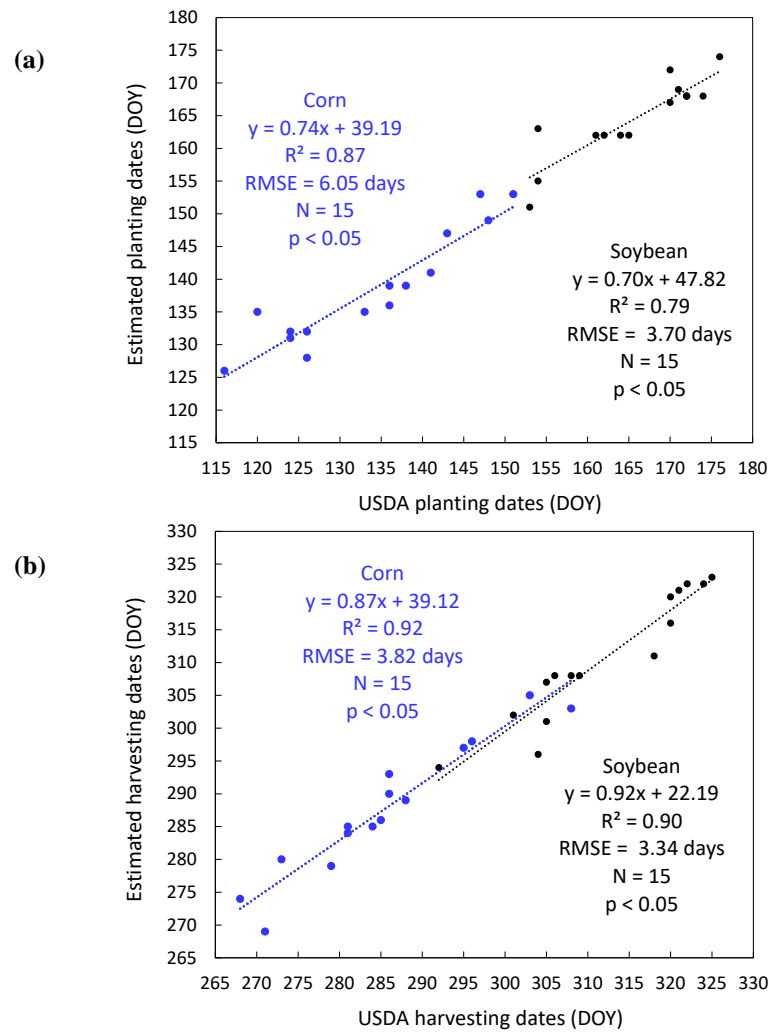 (a)
Estimated planting dates (DOY)
180
175
170
165
160
155
150
145
140
135
130
125
120
115
Corn
y = 0.74x + 39.19
R² = 0.87
RMSE = 6.05 days
N = 15
p < 0.05
Soybean
y = 0.70x + 47.82
R² = 0.79
RMSE = 3.70 days
N = 15
p < 0.05
115 120 125 130 135 140 145 150 155 160 165 170 175 180
USDA planting dates (DOY)
(b)
Estimated harvesting dates (DOY)
330
325
320
315
310
305
300
295
290
285
280
275
270
265
Corn
y = 0.87x + 39.12
R² = 0.92
RMSE = 3.82 days
N = 15
p < 0.05
Soybean
y = 0.92x + 22.19
R² = 0.90
RMSE = 3.34 days
N = 15
p < 0.05
265 270 275 280 285 290 295 300 305 310 315 320 325 330
USDA harvesting dates (DOY)